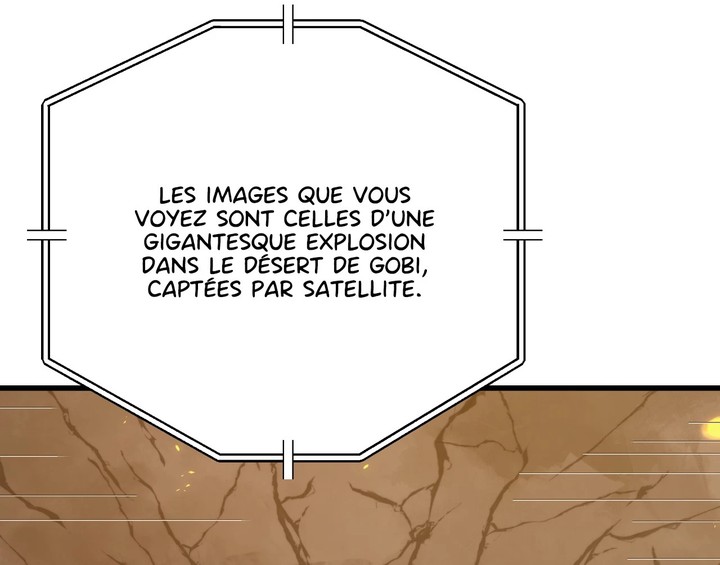 LES IMAGES QUE VOUS
VOYEZ SONT CELLES D'UNE
GIGANTESQUE EXPLOSION
DANS LE DÉSERT DE GOBI,
CAPTÉES PAR SATELLITE.